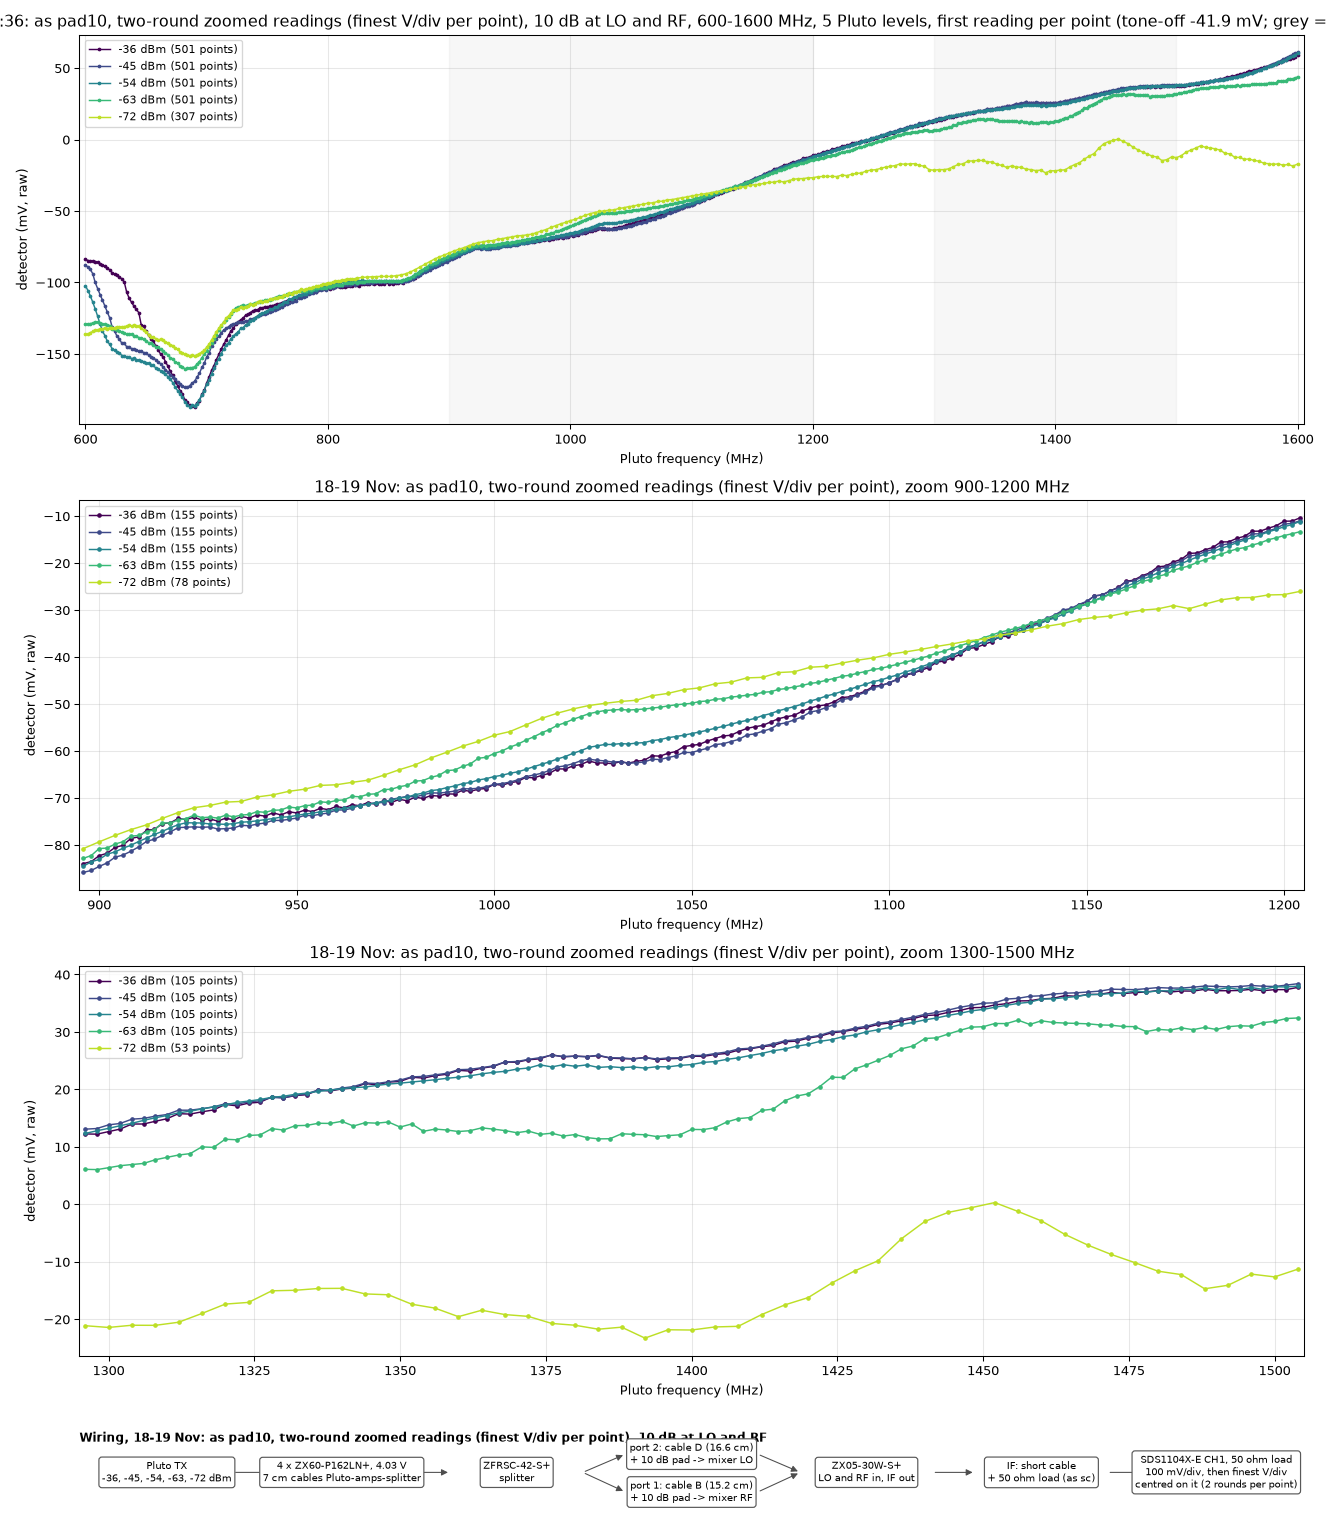 :36: as pad10, two-round zoomed readings (finest V/div per point), 10 dB at LO and RF, 600-1600 MHz, 5 Pluto levels, first reading per point (tone-off -41.9 mV; grey =
-36 dBm (501 points)
-45 dBm (501 points)
-54 dBm (501 points)
-63 dBm (501 points)
-72 dBm (307 points)
50
0
−50
−100
−150
detector (mV, raw)
600
800
1000
1200
1400
1600
Pluto frequency (MHz)
18-19 Nov: as pad10, two-round zoomed readings (finest V/div per point), zoom 900-1200 MHz
-36 dBm (155 points)
-45 dBm (155 points)
-54 dBm (155 points)
-63 dBm (155 points)
-72 dBm (78 points)
−10
−20
−30
−40
−50
−60
−70
−80
detector (mV, raw)
900
950
1000
1050
1100
1150
1200
Pluto frequency (MHz)
18-19 Nov: as pad10, two-round zoomed readings (finest V/div per point), zoom 1300-1500 MHz
-36 dBm (105 points)
-45 dBm (105 points)
-54 dBm (105 points)
-63 dBm (105 points)
-72 dBm (53 points)
40
30
20
10
0
−10
−20
detector (mV, raw)
1300
1325
1350
1375
1400
1425
1450
1475
1500
Pluto frequency (MHz)
Wiring, 18-19 Nov: as pad10, two-round zoomed readings (finest V/div per point), 10 dB at LO and RF
Pluto TX
-36, -45, -54, -63, -72 dBm
4 x ZX60-P162LN+, 4.03 V
7 cm cables Pluto-amps-splitter
ZFRSC-42-S+
splitter
port 2: cable D (16.6 cm)
+ 10 dB pad -> mixer LO
port 1: cable B (15.2 cm)
+ 10 dB pad -> mixer RF
ZX05-30W-S+
LO and RF in, IF out
IF: short cable
+ 50 ohm load (as sc)
SDS1104X-E CH1, 50 ohm load
100 mV/div, then finest V/div
centred on it (2 rounds per point)